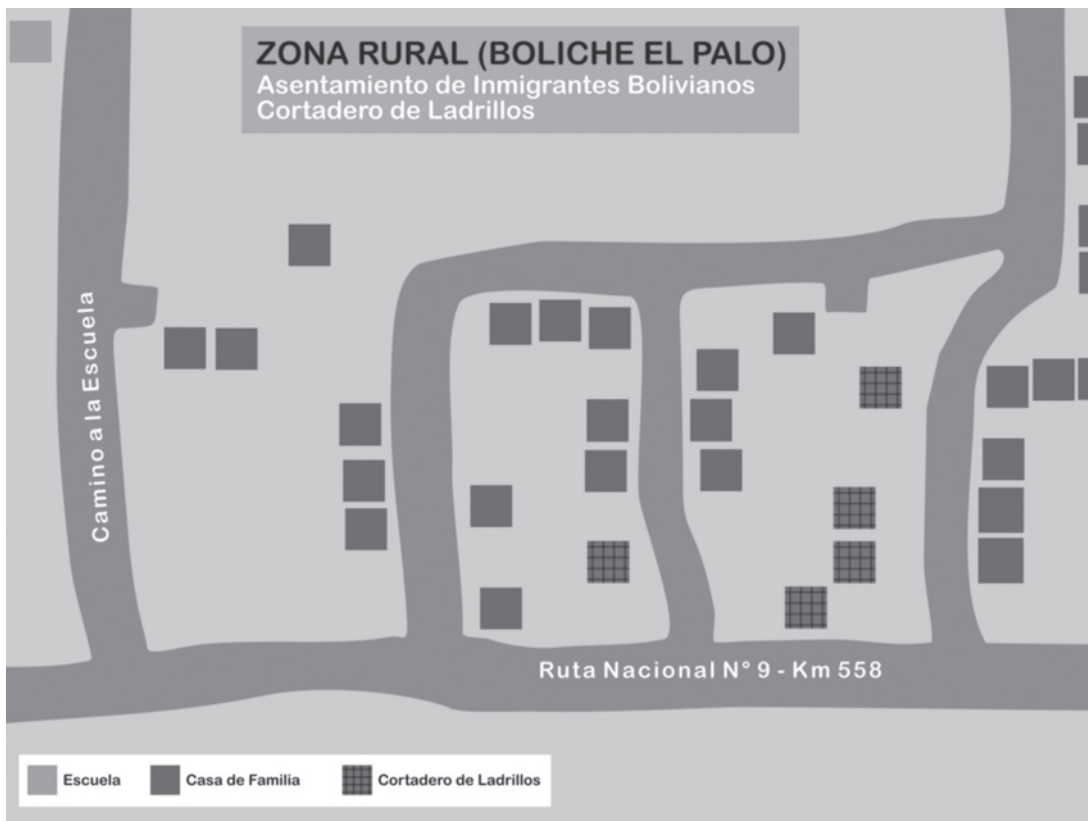 ZONA RURAL (BOLICHE EL PALO)
Asentamiento de Inmigrantes Bolivianos
Cortadero de Ladrillos
Camino a la Escuela
Ruta Nacional N° 9 - Km 558
Escuela
Casa de Familia
Cortadero de Ladrillos